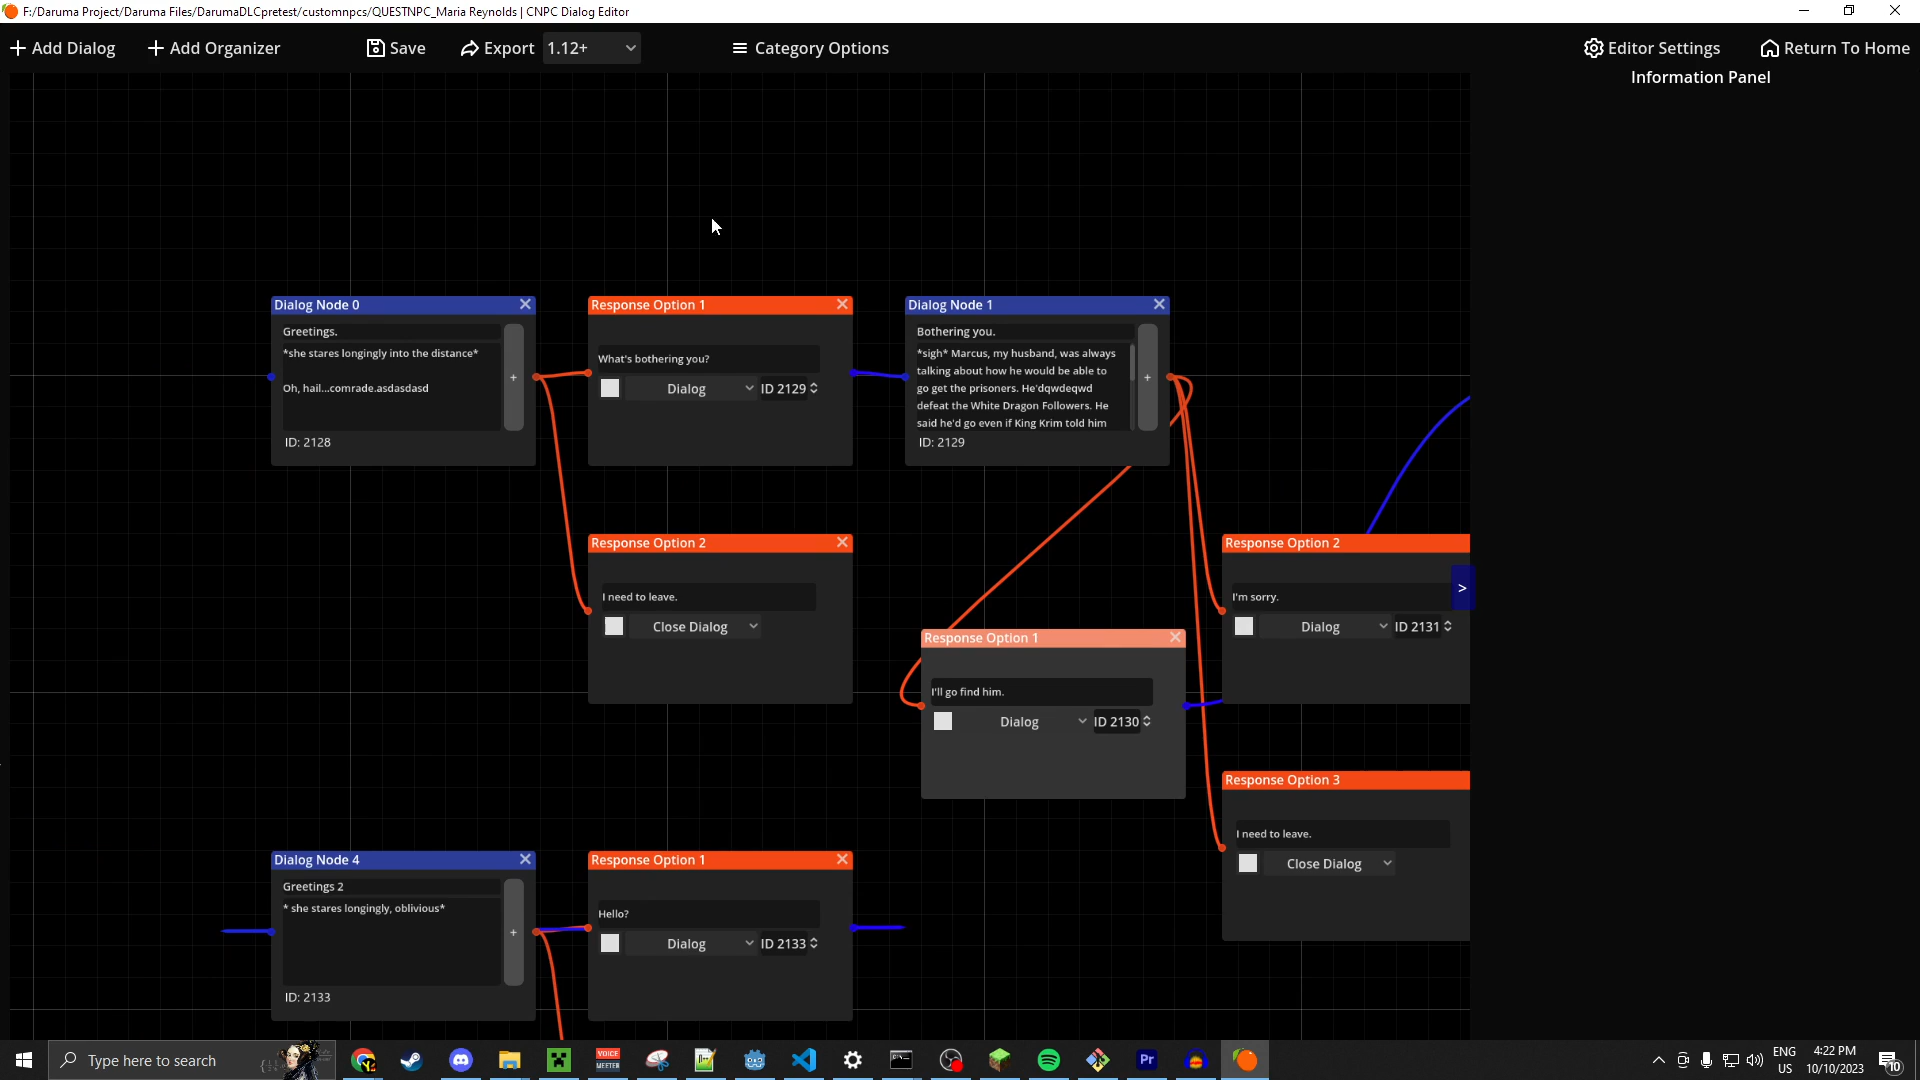 F:/Daruma Project/Daruma Files/DarumaDLCpretest/customnpcs/QUESTNPC_Maria Reynolds | CNPC Dialog Editor
+ Add Dialog
+ Add Organizer
Save
Export
1.12+
Category Options
Editor Settings
Return To Home
Information Panel
Dialog Node 0
Greetings.
*she stares longingly into the distance*
Oh, hail...comrade.asdasdasd
+
ID: 2128
Response Option 1
What's bothering you?
Dialog
ID 2129
Dialog Node 1
Bothering you.
*sigh* Marcus, my husband, was always
talking about how he would be able to
go get the prisoners. He'dqwdeqwd
defeat the White Dragon Followers. He
said he'd go even if King Krim told him
+
ID: 2129
Response Option 2
I need to leave.
Close Dialog
Response Option 2
I'm sorry.
Dialog
ID 2131
>
Response Option 1
I'll go find him.
Dialog
ID 2130
Response Option 3
I need to leave.
Close Dialog
Dialog Node 4
Greetings 2
* she stares longingly, oblivious*
+
ID: 2133
Response Option 1
Hello?
Dialog
ID 2133
Type here to search
VOICE
MEETER
Pr
ENG
US
4:22 PM
10/10/2023
10